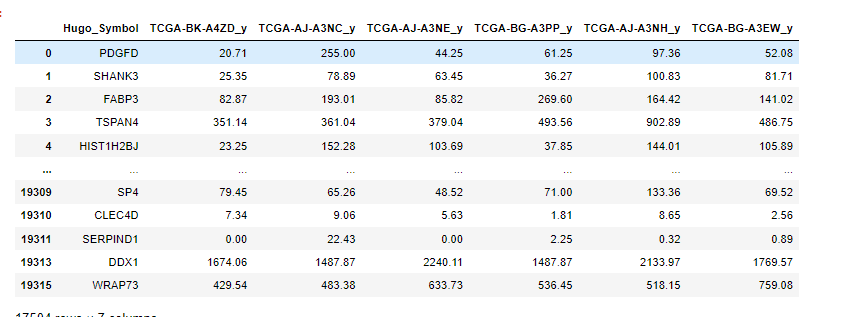 Hugo_Symbol TCGA-BK-A4ZD_y TCGA-AJ-A3NC_y TCGA-AJ-A3NE_y TCGA-BG-A3PP_y TCGA-AJ-A3NH_y TCGA-BG-A3EW_y
0 PDGFD 20.71 255.00 44.25 61.25 97.36 52.08
1 SHANK3 25.35 78.89 63.45 36.27 100.83 81.71
2 FABP3 82.87 193.01 85.82 269.60 164.42 141.02
3 TSPAN4 351.14 361.04 379.04 493.56 902.89 486.75
4 HIST1H2BJ 23.25 152.28 103.69 37.85 144.01 105.89
... ... ... ... ... ... ... ...
19309 SP4 79.45 65.26 48.52 71.00 133.36 69.52
19310 CLEC4D 7.34 9.06 5.63 1.81 8.65 2.56
19311 SERPIND1 0.00 22.43 0.00 2.25 0.32 0.89
19313 DDX1 1674.06 1487.87 2240.11 1487.87 2133.97 1769.57
19315 WRAP73 429.54 483.38 633.73 536.45 518.15 759.08
rows x 7 columns